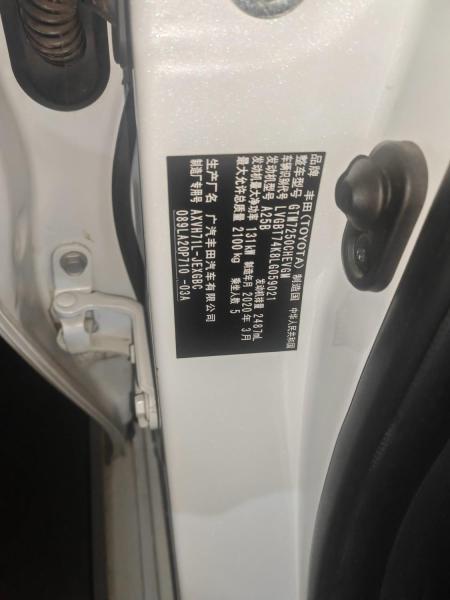 品牌 丰田(TOYOTA) 制造国 中华人民共和国
整车型号 GTM7250GHEVGM
车辆识别代号 LVGBT74K8LG059021
发动机型号 A25B 发动机排量 2487mL
发动机最大净功率 131kW 制造年月 2020年3月
最大允许总质量 2100kg 乘坐人数 5
生产厂名 广汽丰田汽车有限公司
制造厂专用号 AXVH71L-JEXGBC
089LA20P710 -03A